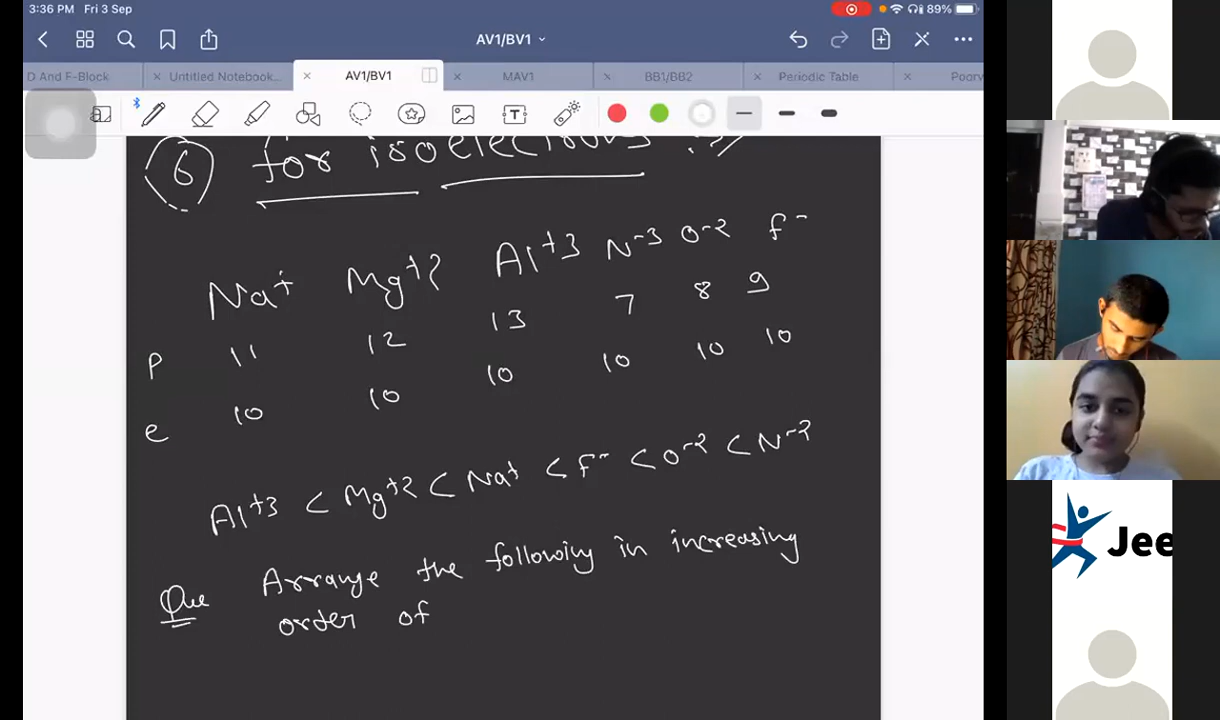 3:36 PM Fri 3 Sep
89%
AV1/BV1
D And F-Block
Untitled Notebook...
AV1/BV1
MAV1
BB1/BB2
Periodic Table
Poorv
6 for isoelectrons
Na+ Mg+2 Al+3 N-3 O-2 F-
P 11 12 13 7 8 9
e 10 10 10 10 10 10
Al+3 < Mg+2 < Na+ < F- < O-2 < N-3
Que Arrange the following in increasing
order of
Jee